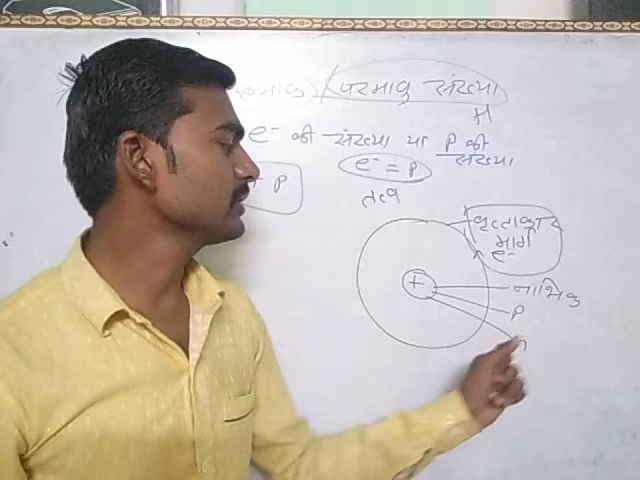 परमाणु संख्या
e⁻ की संख्या या P की संख्या
e⁻ = P
+ P
तत्व
वृत्ताकार
मार्ग
e⁻
+
नाभिक
P
n